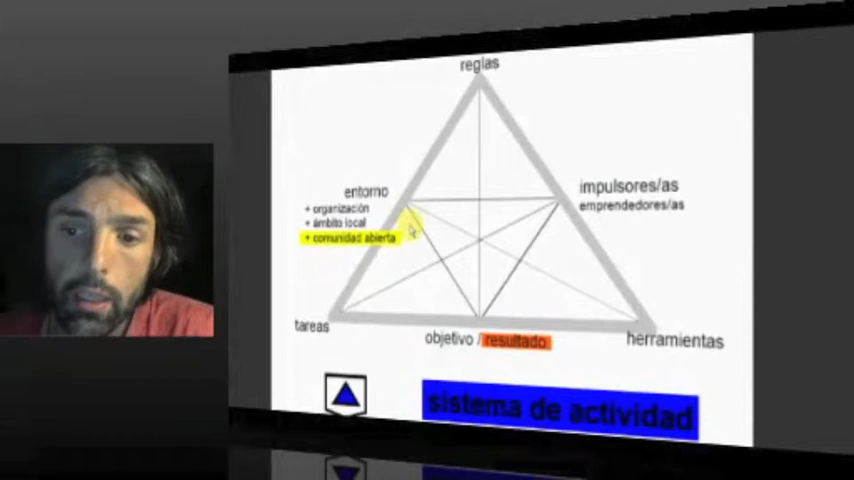 reglas
entorno
+ organización
+ ámbito local
+ comunidad abierta
impulsores/as
emprendedores/as
tareas
objetivo / resultado
herramientas
sistema de actividad